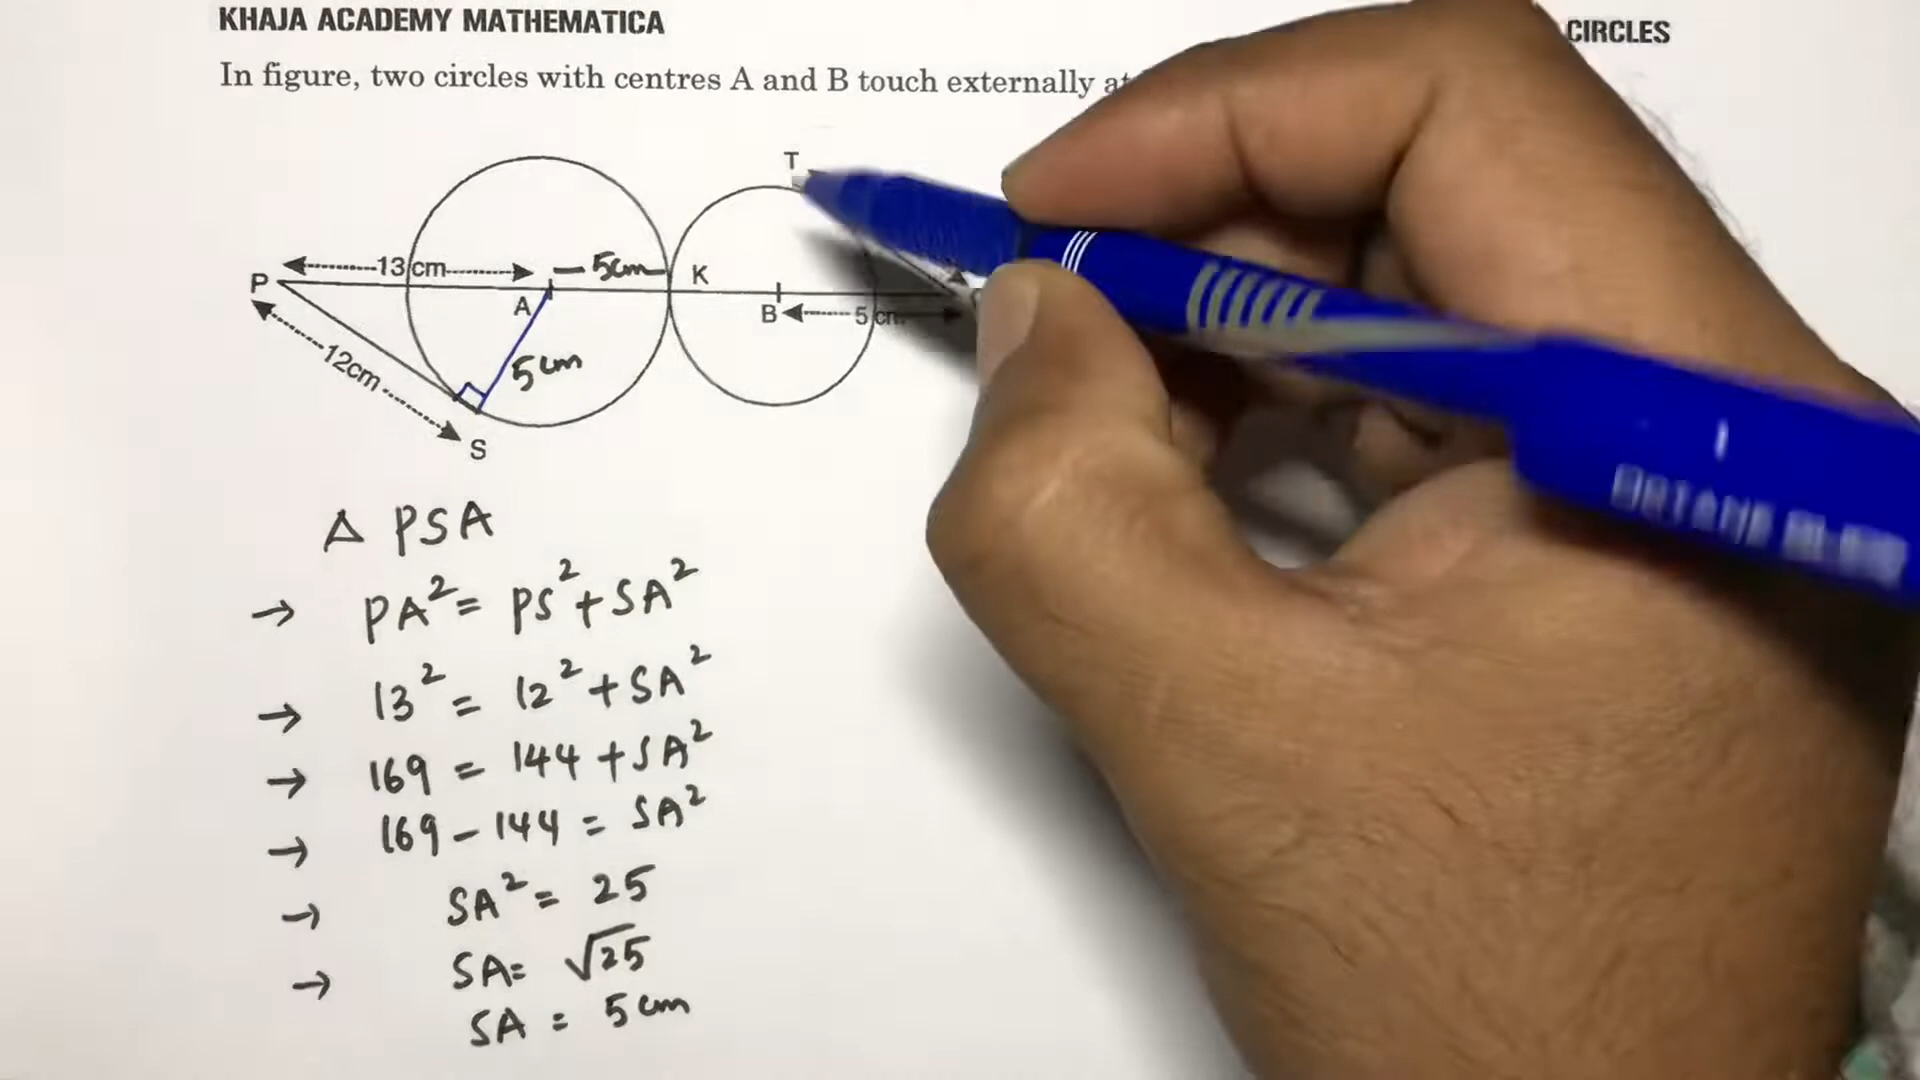 KHAJA ACADEMY MATHEMATICA
CIRCLES
In figure, two circles with centres A and B touch externally at
T
P
13 cm
5cm
K
A
B
5 cm
12cm
5cm
S
Δ PSA
→ PA² = PS² + SA²
→ 13² = 12² + SA²
→ 169 = 144 + SA²
→ 169 - 144 = SA²
→ SA² = 25
→ SA = √25
SA = 5cm